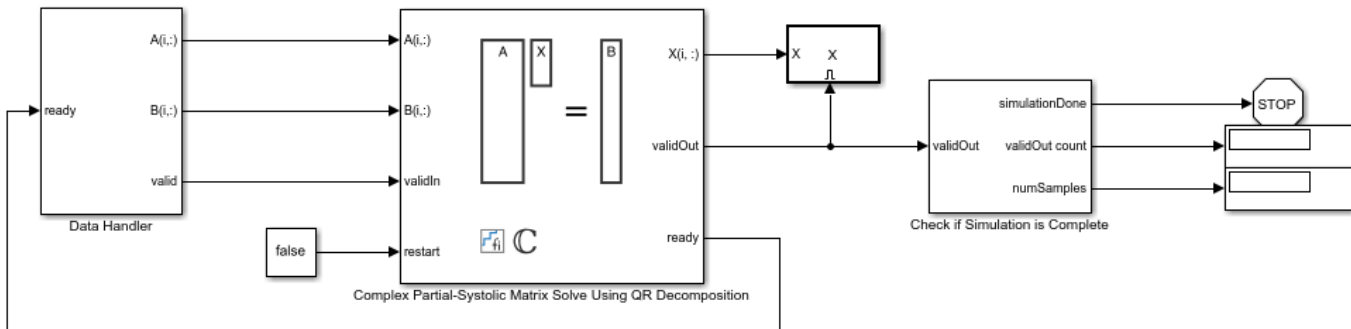 ready
A(i,:)
B(i,:)
valid
Data Handler
false
A(i,:)
B(i,:)
validIn
restart
A
X
=
B
fi
ℂ
X(i, :)
validOut
ready
Complex Partial-Systolic Matrix Solve Using QR Decomposition
X
X
validOut
simulationDone
validOut count
numSamples
Check if Simulation is Complete
STOP